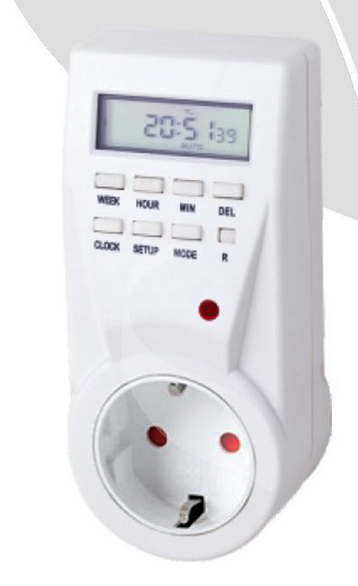 20:51 39
AUTO
WEEK HOUR MIN DEL
CLOCK SETUP MODE R